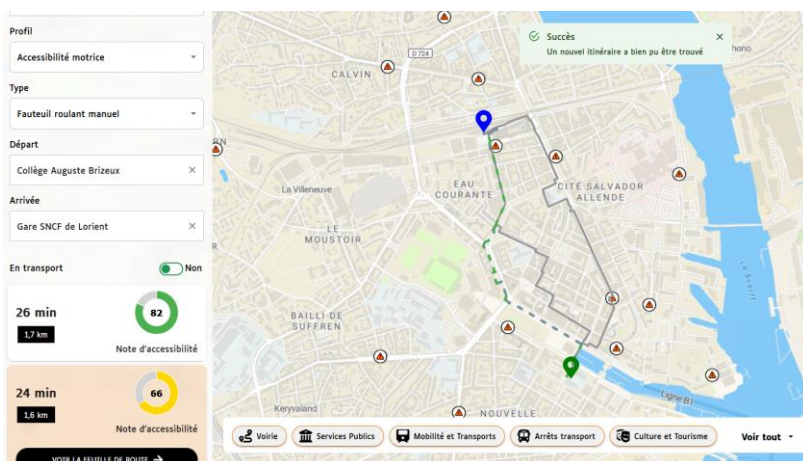 Profil
Accessibilité motrice
Type
Fauteuil roulant manuel
Départ
Collège Auguste Brizeux
Arrivée
Gare SNCF de Lorient
En transport
Non
26 min
82
1,7 km
Note d'accessibilité
24 min
66
1,6 km
Note d'accessibilité
VOIR LA FEUILLE DE ROUTE →
Succès
Un nouvel itinéraire a bien pu être trouvé
D 724
CALVIN
La Villeneuve
EAU
COURANTE
CITÉ SALVADOR
ALLENDE
LE
MOUSTOIR
BAILLI DE
SUFFREN
Le Scorff
Ligne B1
Keryvaland
NOUVELLE
Voirie
Services Publics
Mobilité et Transports
Arrêts transport
Culture et Tourisme
Voir tout